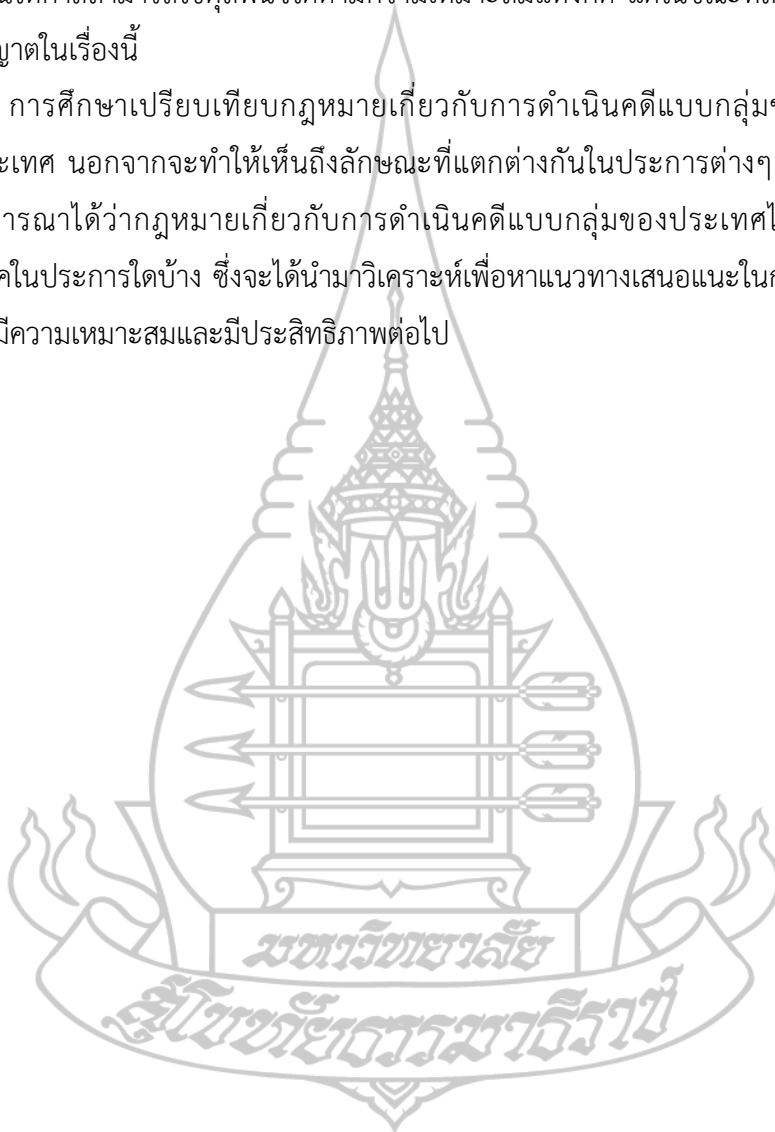 ญาตในเรื่องนี้
การศึกษาเปรียบเทียบกฎหมายเกี่ยวกับการดำเนินคดีแบบกลุ่ม
ะเทศ นอกจากจะทำให้เห็นถึงลักษณะที่แตกต่างกันในประการต่างๆ
ารณาได้ว่ากฎหมายเกี่ยวกับการดำเนินคดีแบบกลุ่มของประเทศไ
คในประการใดบ้าง ซึ่งจะได้นำมาวิเคราะห์เพื่อหาแนวทางเสนอแนะใน
มีความเหมาะสมและมีประสิทธิภาพต่อไป
มหาวิทยาลัย
สุโขทัยธรรมาธิราช